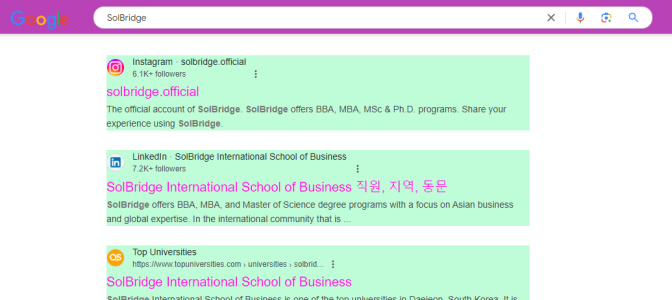 Google
SolBridge
Instagram · solbridge.official
6.1K+ followers
solbridge.official
The official account of SolBridge. SolBridge offers BBA, MBA, MSc & Ph.D. programs. Share your
experience using SolBridge.
in
LinkedIn · SolBridge International School of Business
7.2K+ followers
SolBridge International School of Business 직원, 지역, 동문
SolBridge offers BBA, MBA, and Master of Science degree programs with a focus on Asian business
and global expertise. In the international community that is ...
QS
Top Universities
https://www.topuniversities.com › universities › solbrid...
SolBridge International School of Business
SolBridge International School of Business is one of the top universities in Daejeon, South Korea. It is